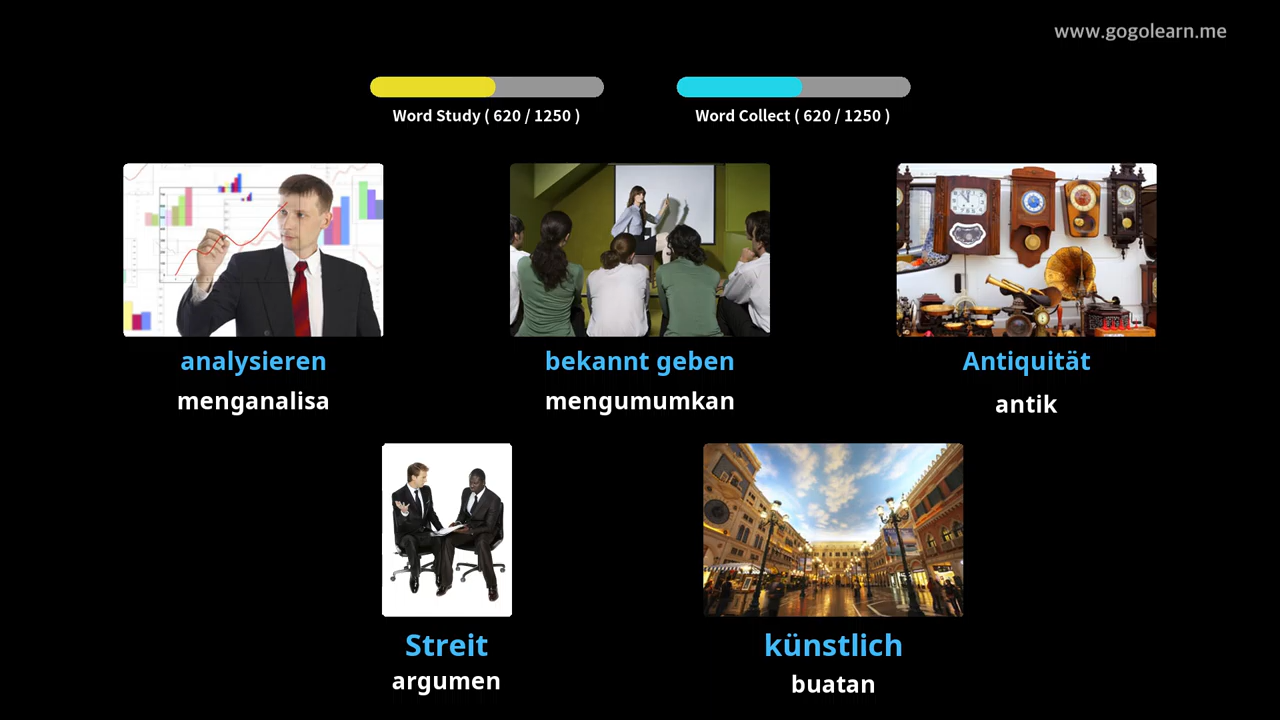 www.gogolearn.me
Word Study ( 620 / 1250 )
Word Collect ( 620 / 1250 )
analysieren
menganalisa
bekannt geben
mengumumkan
Antiquität
antik
Streit
argumen
künstlich
buatan